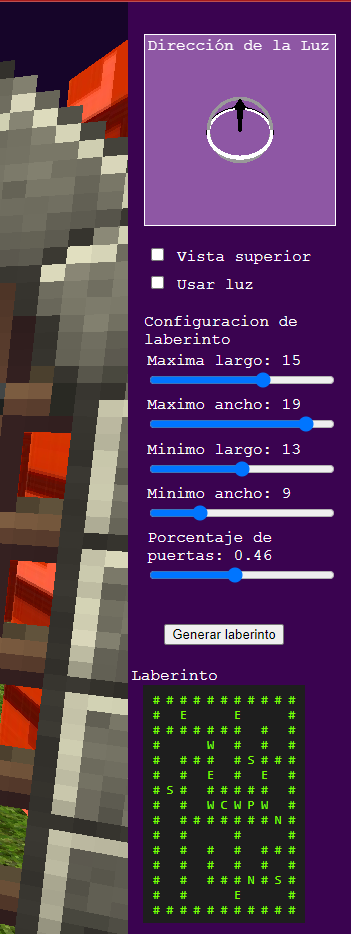 Dirección de la Luz
Vista superior
Usar luz
Configuracion de
laberinto
Maxima largo: 15
Maximo ancho: 19
Minimo largo: 13
Minimo ancho: 9
Porcentaje de
puertas: 0.46
Generar laberinto
Laberinto
# # # # # # # # # # #
#   E       E       #
# # # # # # #   #   #
#       W   #   #   #
#   # # #   # S # # #
#   #   E   #   E   #
# S #   # # # # #   #
#   #   W C W P W   #
#   # # # # # # # N #
#   #       #       #
#   #   #   #   # # #
#   #   #   #   #   #
#   #   # # # N # S #
#   #       E       #
# # # # # # # # # # #